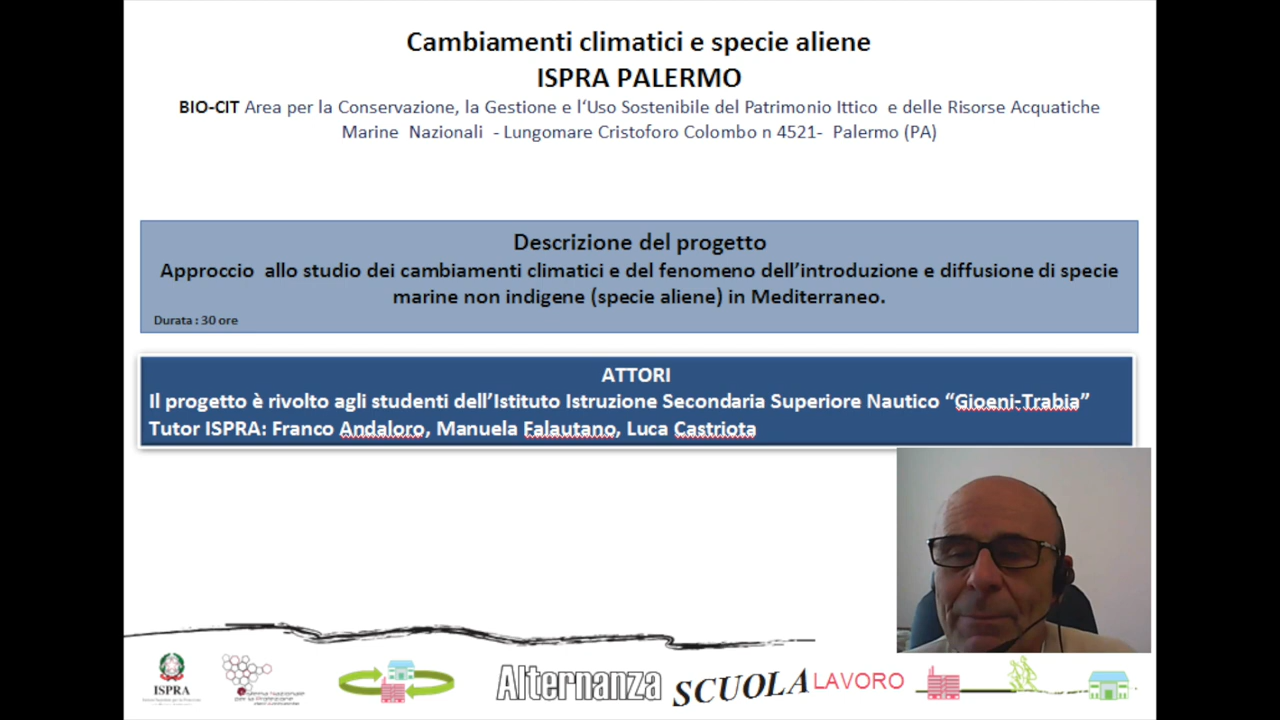 Cambiamenti climatici e specie aliene
ISPRA PALERMO
BIO-CIT Area per la Conservazione, la Gestione e l‘Uso Sostenibile del Patrimonio Ittico e delle Risorse Acquatiche
Marine Nazionali - Lungomare Cristoforo Colombo n 4521- Palermo (PA)
Descrizione del progetto
Approccio allo studio dei cambiamenti climatici e del fenomeno dell’introduzione e diffusione di specie
marine non indigene (specie aliene) in Mediterraneo.
Durata : 30 ore
ATTORI
Il progetto è rivolto agli studenti dell’Istituto Istruzione Secondaria Superiore Nautico “Gioeni-Trabia”
Tutor ISPRA: Franco Andaloro, Manuela Falautano, Luca Castriota
ISPRA
Alternanza SCUOLA LAVORO